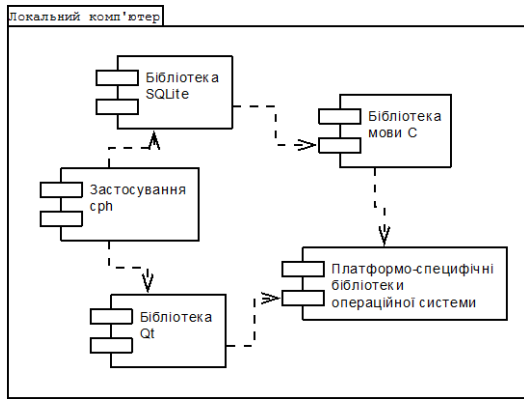 Локальний комп'ютер
Бібліотека
SQLite
Бібліотека
мови С
Застосування
cph
Платформо-специфічні
бібліотеки
операційної системи
Бібліотека
Qt